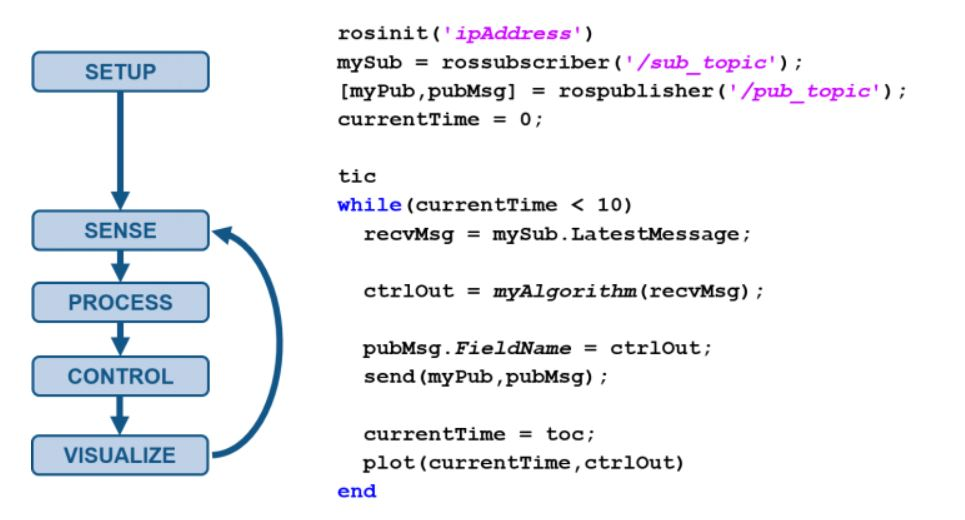 SETUP
SENSE
PROCESS
CONTROL
VISUALIZE
rosinit('ipAddress')
mySub = rossubscriber('/sub_topic');
[myPub,pubMsg] = rospublisher('/pub_topic');
currentTime = 0;
tic
while(currentTime < 10)
recvMsg = mySub.LatestMessage;
ctrlOut = myAlgorithm(recvMsg);
pubMsg.FieldName = ctrlOut;
send(myPub,pubMsg);
currentTime = toc;
plot(currentTime,ctrlOut)
end